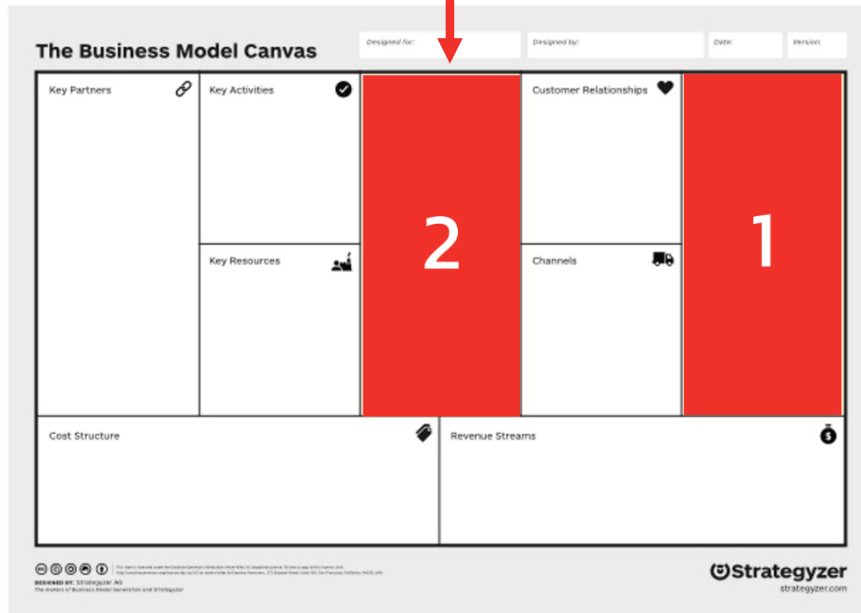 The Business Model Canvas
Designed for:
Designed by:
Date:
Version:
Key Partners
Key Activities
2
Customer Relationships
1
Key Resources
Channels
Cost Structure
Revenue Streams
$
DESIGNED BY: Strategyzer AG
The makers of Business Model Generation and Strategyzer
Strategyzer
strategyzer.com